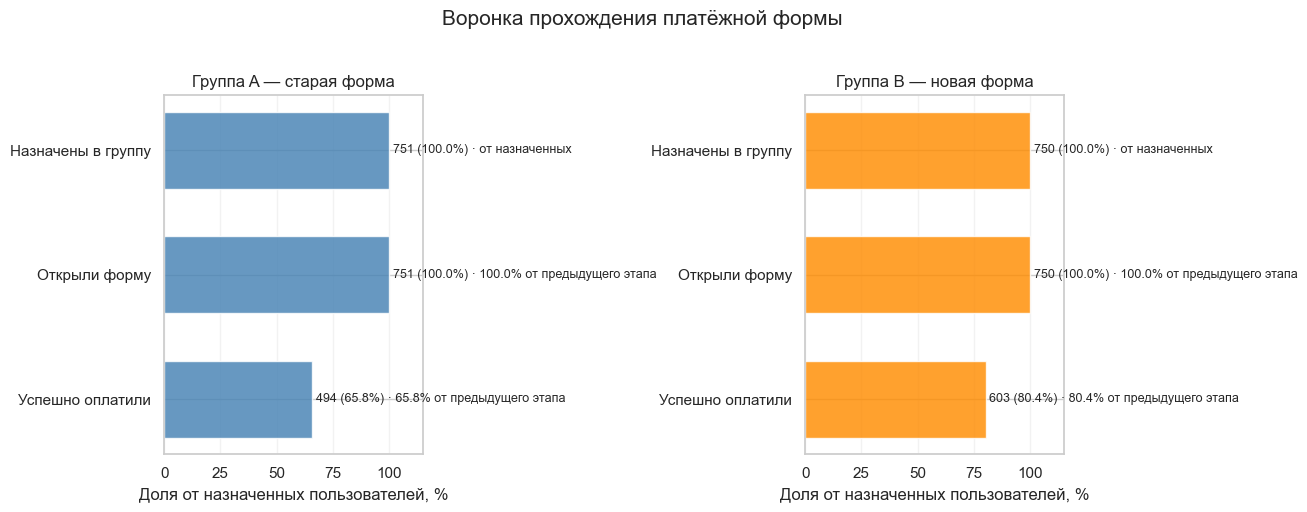 Воронка прохождения платёжной формы
Группа A — старая форма
Назначены в группу
751 (100.0%) · от назначенных
Открыли форму
751 (100.0%) · 100.0% от предыдущего этапа
Успешно оплатили
494 (65.8%) · 65.8% от предыдущего этапа
0 25 50 75 100
Доля от назначенных пользователей, %
Группа B — новая форма
Назначены в группу
750 (100.0%) · от назначенных
Открыли форму
750 (100.0%) · 100.0% от предыдущего этапа
Успешно оплатили
603 (80.4%) · 80.4% от предыдущего этапа
0 25 50 75 100
Доля от назначенных пользователей, %